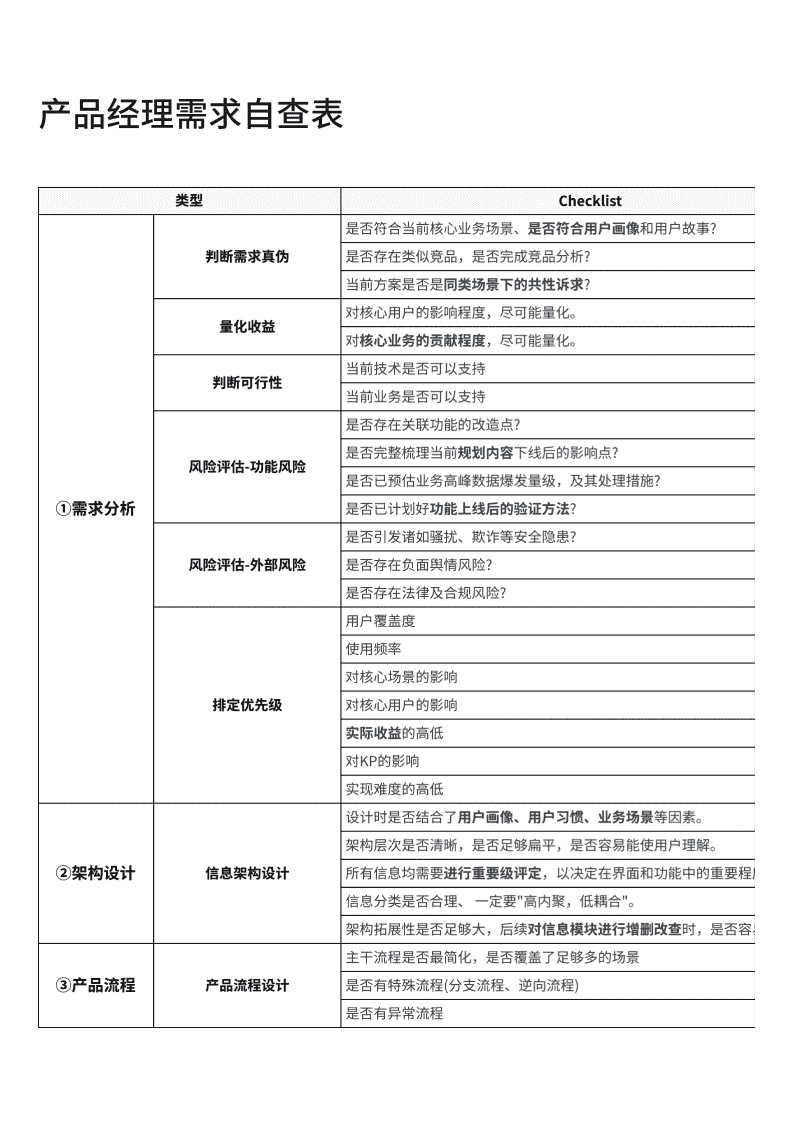 产品经理需求自查表
类型
Checklist
①需求分析
判断需求真伪
是否符合当前核心业务场景、是否符合用户画像和用户故事?
是否存在类似竞品，是否完成竞品分析?
当前方案是否是同类场景下的共性诉求?
量化收益
对核心用户的影响程度，尽可能量化。
对核心业务的贡献程度，尽可能量化。
判断可行性
当前技术是否可以支持
当前业务是否可以支持
风险评估-功能风险
是否存在关联功能的改造点?
是否完整梳理当前规划内容下线后的影响点?
是否已预估业务高峰数据爆发量级，及其处理措施?
是否已计划好功能上线后的验证方法?
风险评估-外部风险
是否引发诸如骚扰、欺诈等安全隐患?
是否存在负面舆情风险?
是否存在法律及合规风险?
排定优先级
用户覆盖度
使用频率
对核心场景的影响
对核心用户的影响
实际收益的高低
对KP的影响
实现难度的高低
②架构设计
信息架构设计
设计时是否结合了用户画像、用户习惯、业务场景等因素。
架构层次是否清晰，是否足够扁平，是否容易能使用户理解。
所有信息均需要进行重要级评定，以决定在界面和功能中的重要程
信息分类是否合理、 一定要"高内聚，低耦合"。
架构拓展性是否足够大，后续对信息模块进行增删改查时，是否容
③产品流程
产品流程设计
主干流程是否最简化，是否覆盖了足够多的场景
是否有特殊流程(分支流程、逆向流程)
是否有异常流程